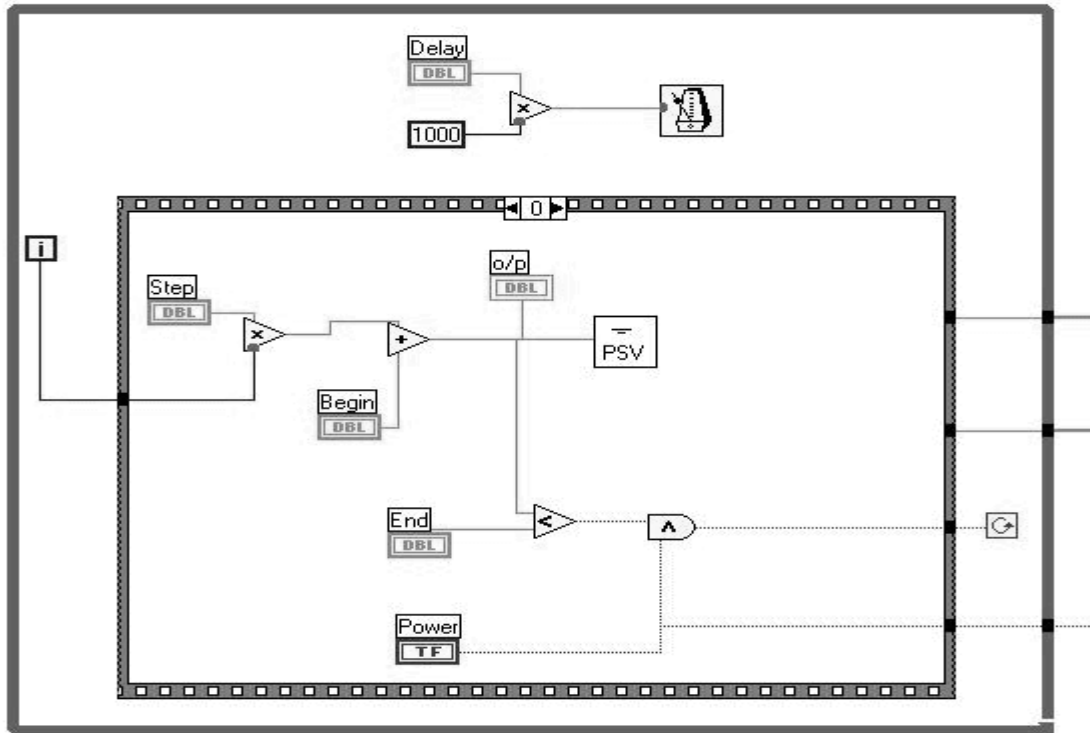 Delay
DBL
×
1000
0
i
o/p
DBL
Step
DBL
×
+
PSV
Begin
DBL
End
DBL
<
∧
Power
TF